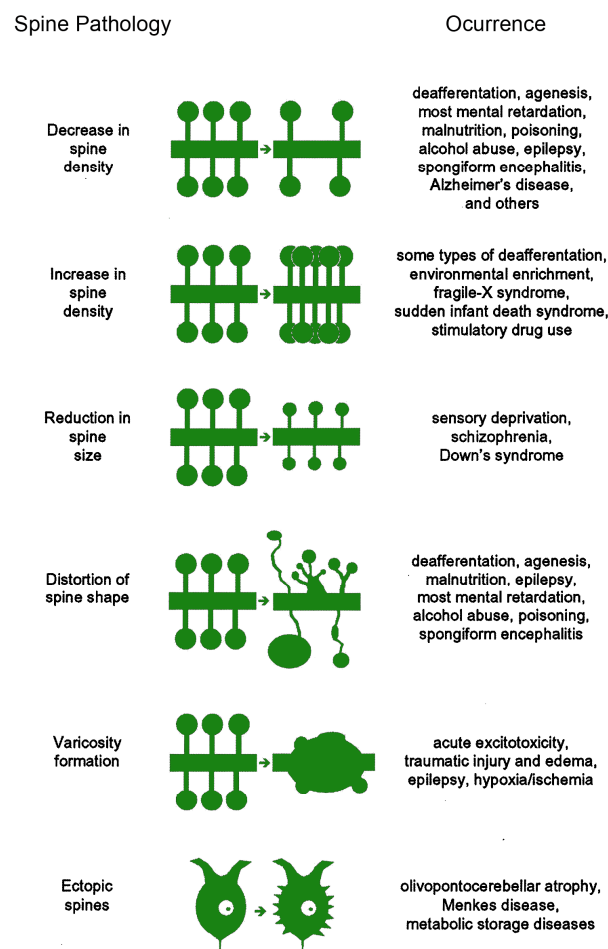 Spine Pathology
Ocurrence
Decrease in
spine
density
deafferentation, agenesis,
most mental retardation,
malnutrition, poisoning,
alcohol abuse, epilepsy,
spongiform encephalitis,
Alzheimer's disease,
and others
Increase in
spine
density
some types of deafferentation,
environmental enrichment,
fragile-X syndrome,
sudden infant death syndrome,
stimulatory drug use
Reduction in
spine
size
sensory deprivation,
schizophrenia,
Down's syndrome
Distortion of
spine shape
deafferentation, agenesis,
malnutrition, epilepsy,
most mental retardation,
alcohol abuse, poisoning,
spongiform encephalitis
Varicosity
formation
acute excitotoxicity,
traumatic injury and edema,
epilepsy, hypoxia/ischemia
Ectopic
spines
olivopontocerebellar atrophy,
Menkes disease,
metabolic storage diseases